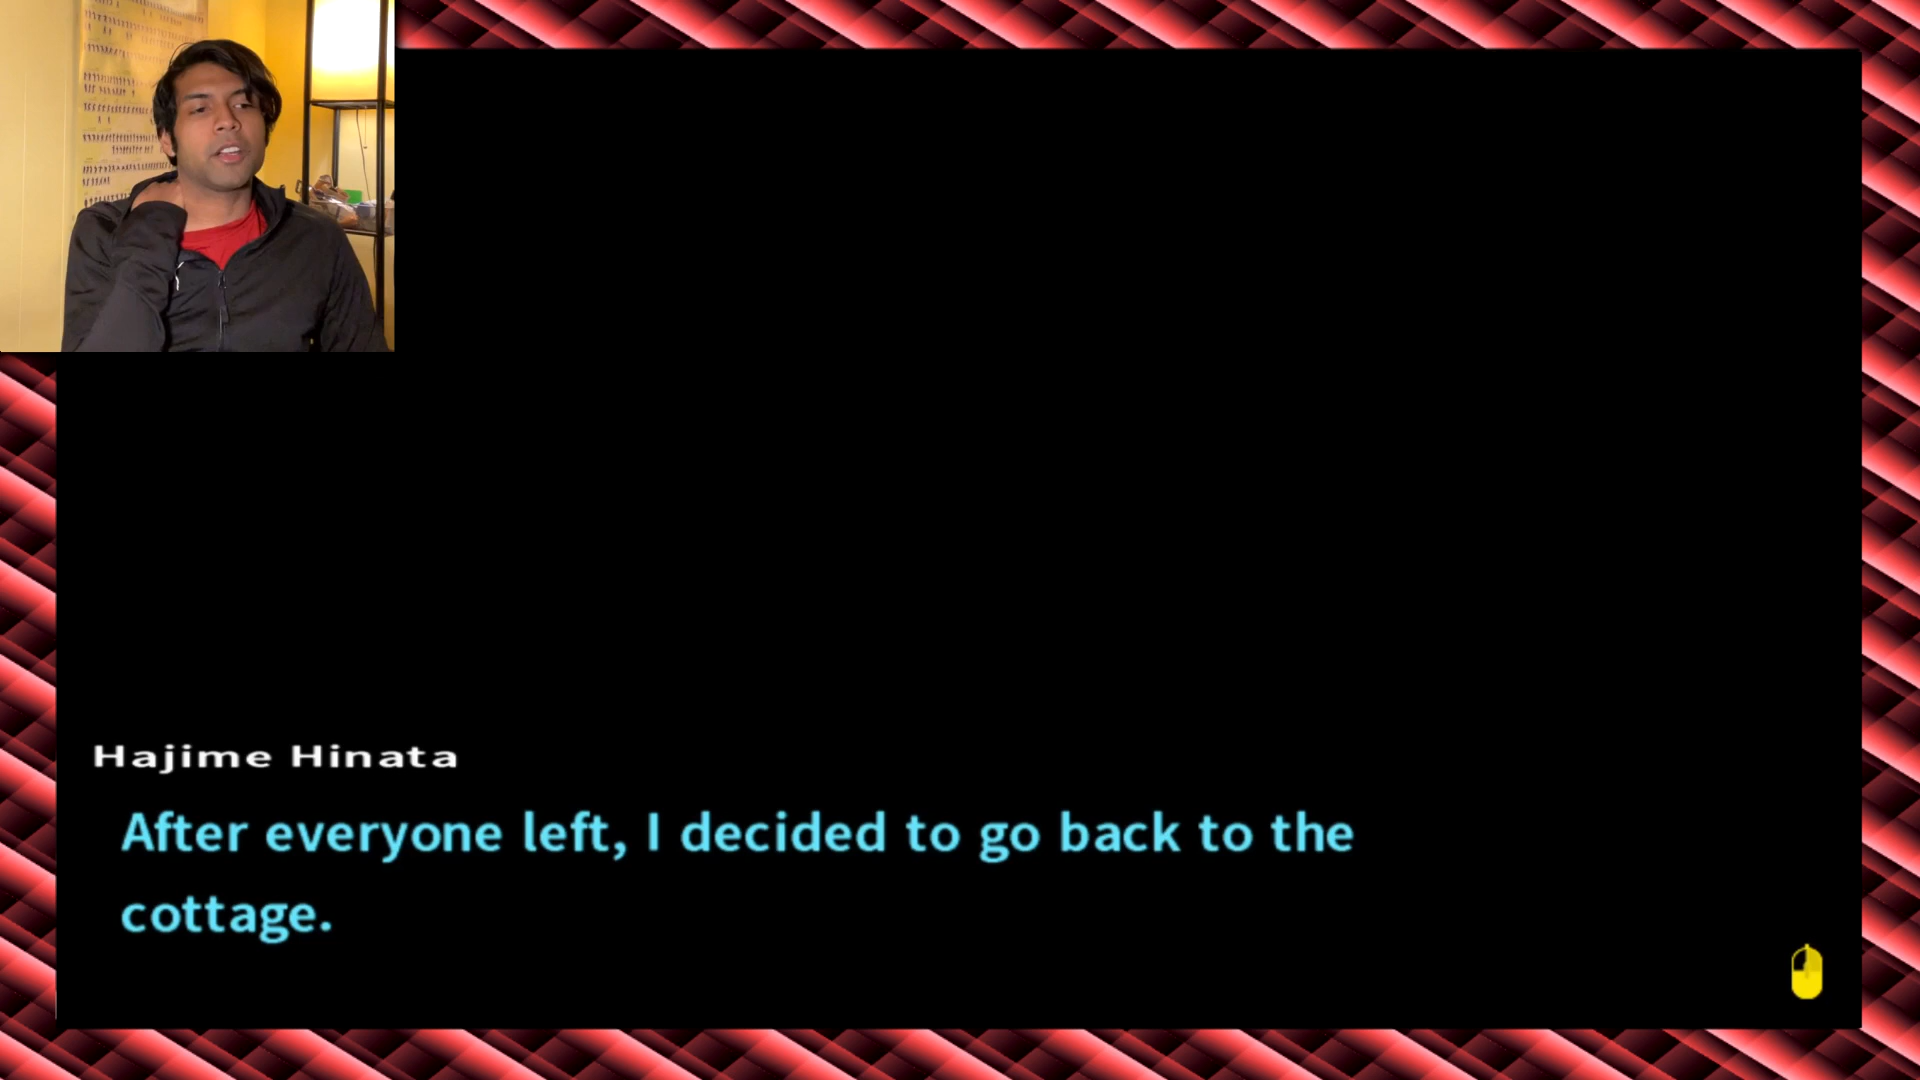 Hajime Hinata
After everyone left, I decided to go back to the
cottage.